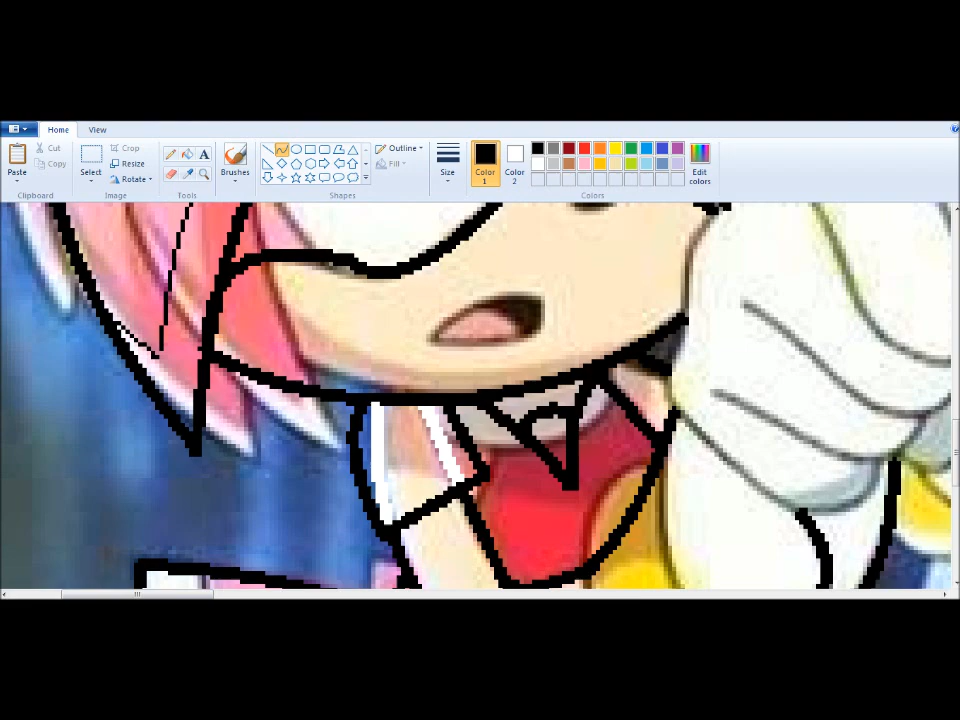 Home View
Paste
Cut
Copy
Clipboard
Select
Crop
Resize
Rotate
Image
A
Tools
Brushes
Outline
Fill
Shapes
Size
Color 1
Color 2
Edit colors
Colors